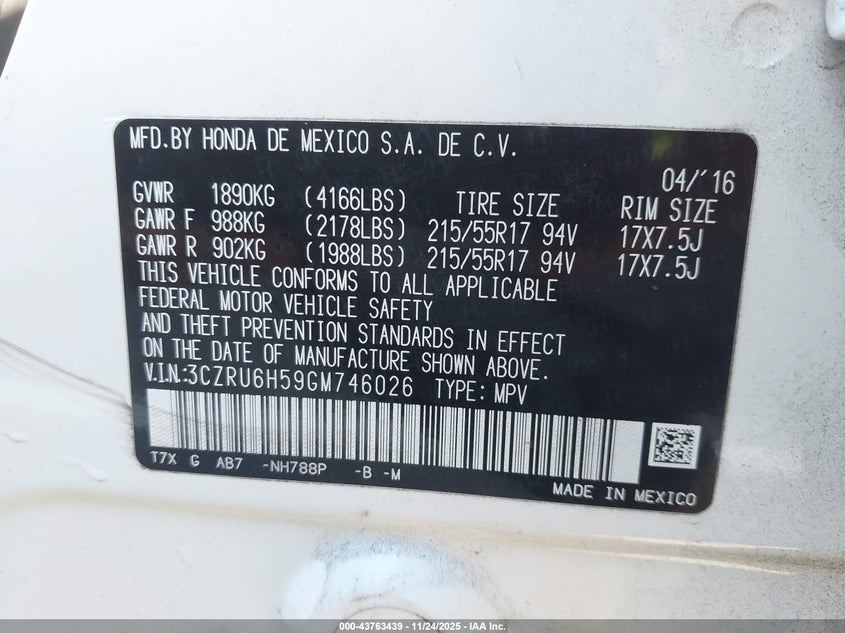 MFD.BY HONDA DE MEXICO S.A. DE C.V.
04/'16
GVWR 1890KG (4166LBS) TIRE SIZE RIM SIZE
GAWR F 988KG (2178LBS) 215/55R17 94V 17X7.5J
GAWR R 902KG (1988LBS) 215/55R17 94V 17X7.5J
THIS VEHICLE CONFORMS TO ALL APPLICABLE
FEDERAL MOTOR VEHICLE SAFETY
AND THEFT PREVENTION STANDARDS IN EFFECT
ON THE DATE OF MANUFACTURE SHOWN ABOVE.
V.I.N:3CZRU6H59GM746026 TYPE: MPV
T7X G AB7 -NH788P -B -M
MADE IN MEXICO
000-43763439 - 11/24/2025 - IAA Inc.